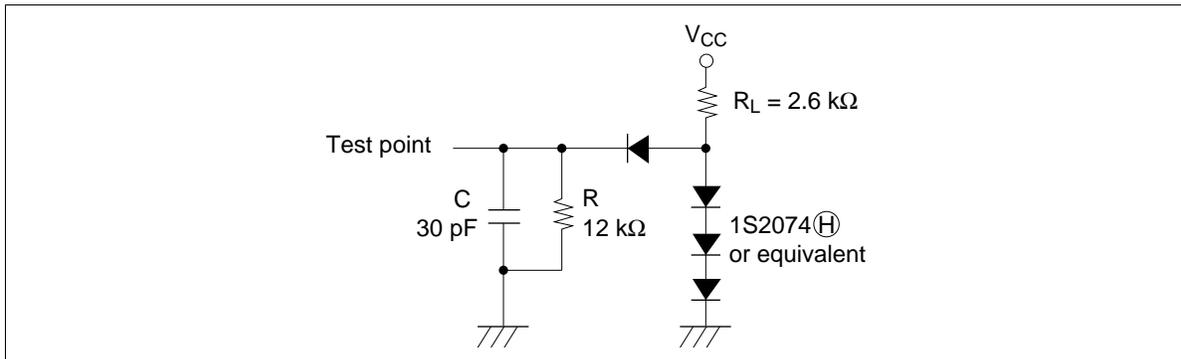 VCC
RL = 2.6 kΩ
Test point
C
30 pF
R
12 kΩ
1S2074Ⓗ
or equivalent